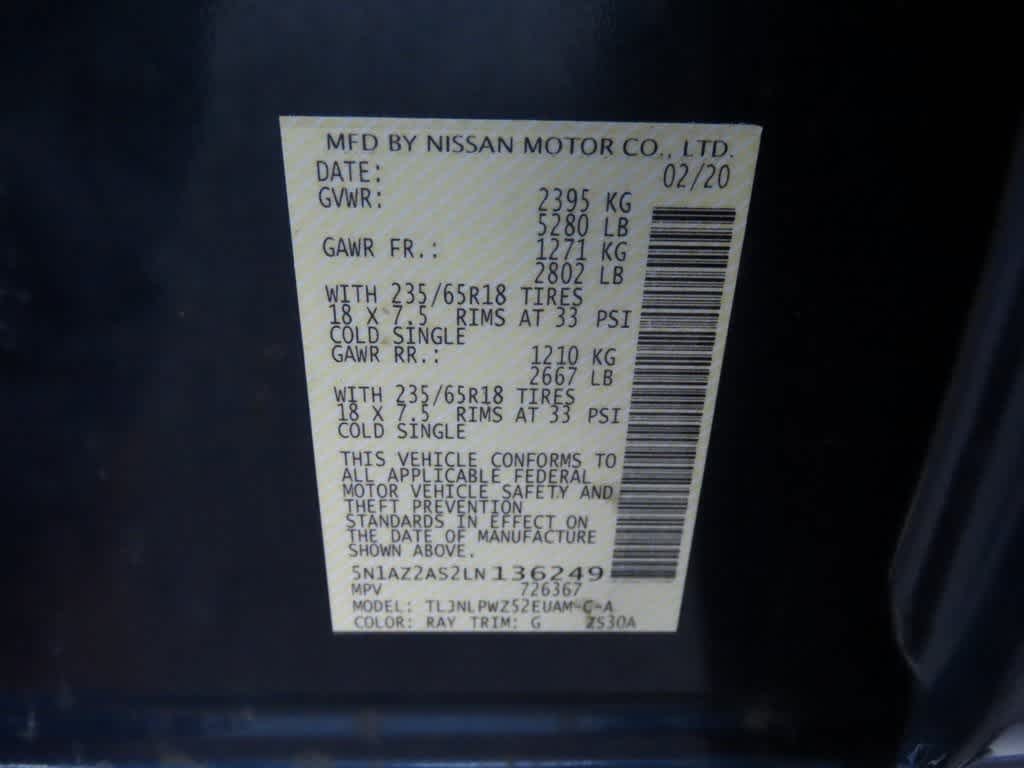 MFD BY NISSAN MOTOR CO., LTD.
DATE: 02/20
GVWR: 2395 KG
5280 LB
GAWR FR.: 1271 KG
2802 LB
WITH 235/65R18 TIRES
18 X 7.5 RIMS AT 33 PSI
COLD SINGLE
GAWR RR.: 1210 KG
2667 LB
WITH 235/65R18 TIRES
18 X 7.5 RIMS AT 33 PSI
COLD SINGLE
THIS VEHICLE CONFORMS TO
ALL APPLICABLE FEDERAL
MOTOR VEHICLE SAFETY AND
THEFT PREVENTION
STANDARDS IN EFFECT ON
THE DATE OF MANUFACTURE
SHOWN ABOVE.
5N1AZ2AS2LN136249
MPV 726367
MODEL: TLJNLPWZ52EUAM-C-A
COLOR: RAY TRIM: G ZS30A